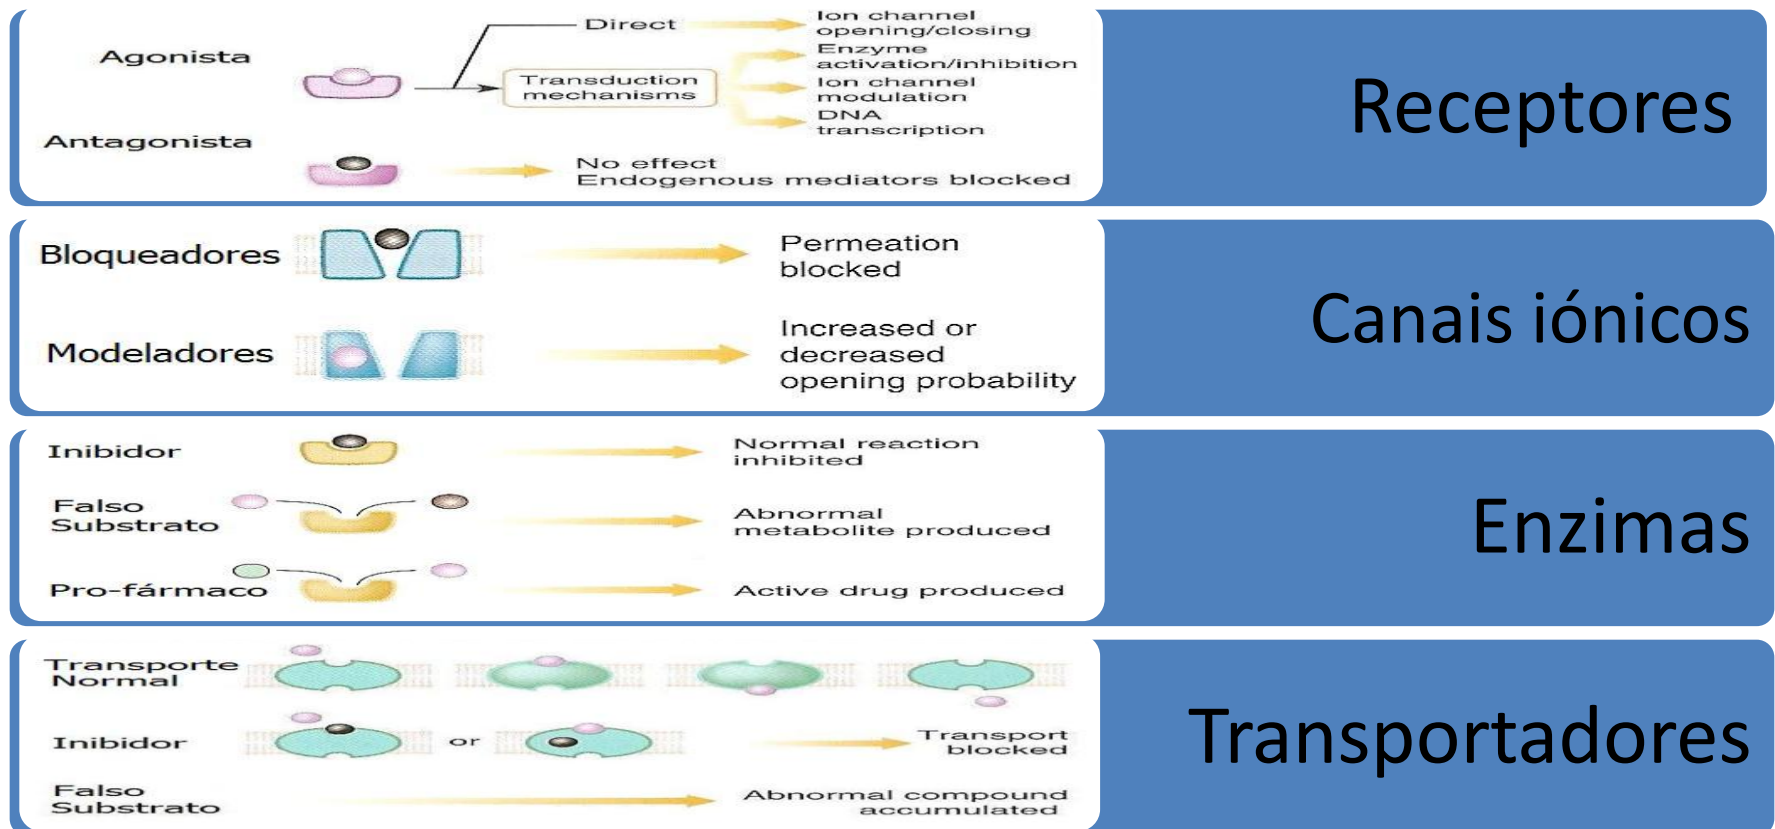 Agonista
Direct
Ion channel
opening/closing
Transduction
mechanisms
Enzyme
activation/inhibition
Ion channel
modulation
DNA
transcription
Antagonista
No effect
Endogenous mediators blocked
Receptores
Bloqueadores
Permeation
blocked
Modeladores
Increased or
decreased
opening probability
Canais iónicos
Inibidor
Normal reaction
inhibited
Falso
Substrato
Abnormal
metabolite produced
Pro-fármaco
Active drug produced
Enzimas
Transporte
Normal
Inibidor
or
Transport
blocked
Falso
Substrato
Abnormal compound
accumulated
Transportadores